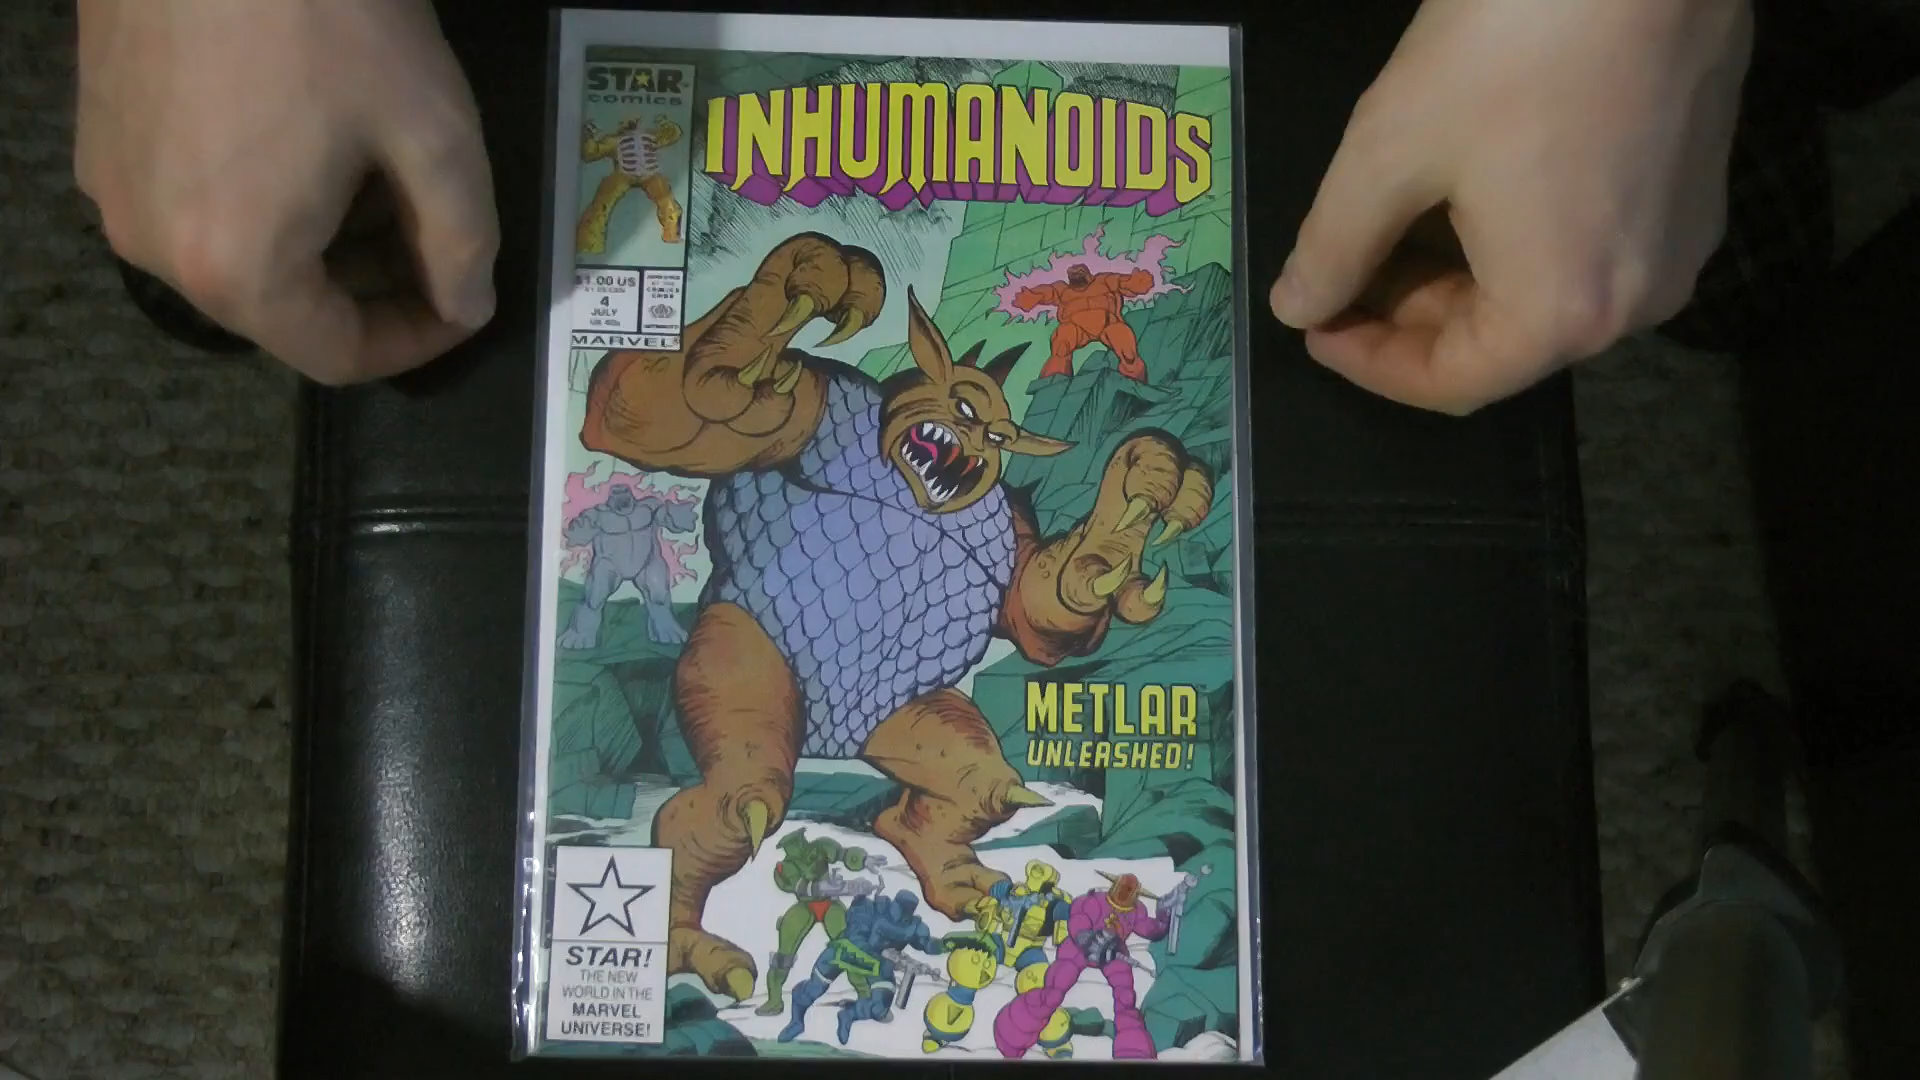 STAR
comics
INHUMANOIDS
$1.00 US
4
JULY
MARVEL
METLAR
UNLEASHED!
STAR!
THE NEW
WORLD IN THE
MARVEL
UNIVERSE!